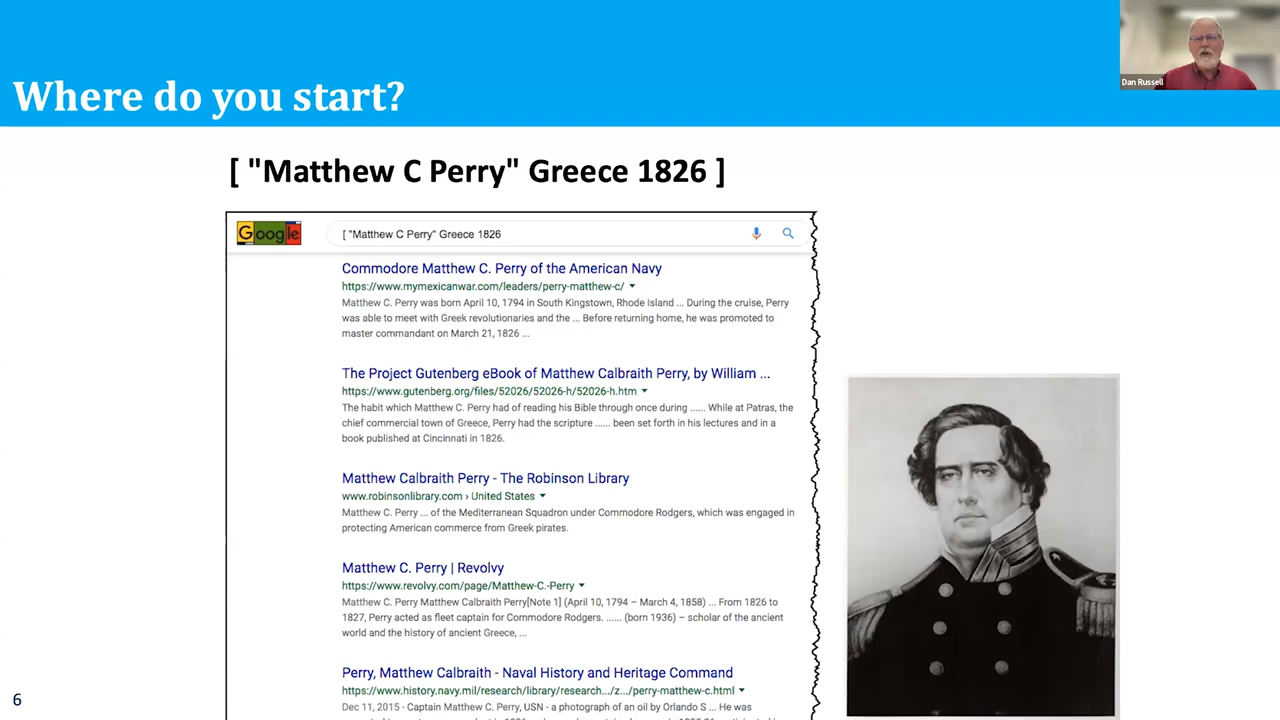 Dan Russell
Where do you start?
[ "Matthew C Perry" Greece 1826 ]
Google
[ "Matthew C Perry" Greece 1826
Commodore Matthew C. Perry of the American Navy
https://www.mymexicanwar.com/leaders/perry-matthew-c/
Matthew C. Perry was born April 10, 1794 in South Kingstown, Rhode Island ... During the cruise, Perry
was able to meet with Greek revolutionaries and the ... Before returning home, he was promoted to
master commandant on March 21, 1826 ...
The Project Gutenberg eBook of Matthew Calbraith Perry, by William ...
https://www.gutenberg.org/files/52026/52026-h/52026-h.htm
The habit which Matthew C. Perry had of reading his Bible through once during ...... While at Patras, the
chief commercial town of Greece, Perry had the scripture ...... been set forth in his lectures and in a
book published at Cincinnati in 1826.
Matthew Calbraith Perry - The Robinson Library
www.robinsonlibrary.com › United States
Matthew C. Perry ... of the Mediterranean Squadron under Commodore Rodgers, which was engaged in
protecting American commerce from Greek pirates.
Matthew C. Perry | Revolvy
https://www.revolvy.com/page/Matthew-C.-Perry
Matthew C. Perry Matthew Calbraith Perry[Note 1] (April 10, 1794 – March 4, 1858) ... From 1826 to
1827, Perry acted as fleet captain for Commodore Rodgers. ...... (born 1936) – scholar of the ancient
world and the history of ancient Greece, ...
Perry, Matthew Calbraith - Naval History and Heritage Command
https://www.history.navy.mil/research/library/research.../z.../perry-matthew-c.html
Dec 11, 2015 - Captain Matthew C. Perry, USN - a photograph of an oil by Orlando S ... He was
6